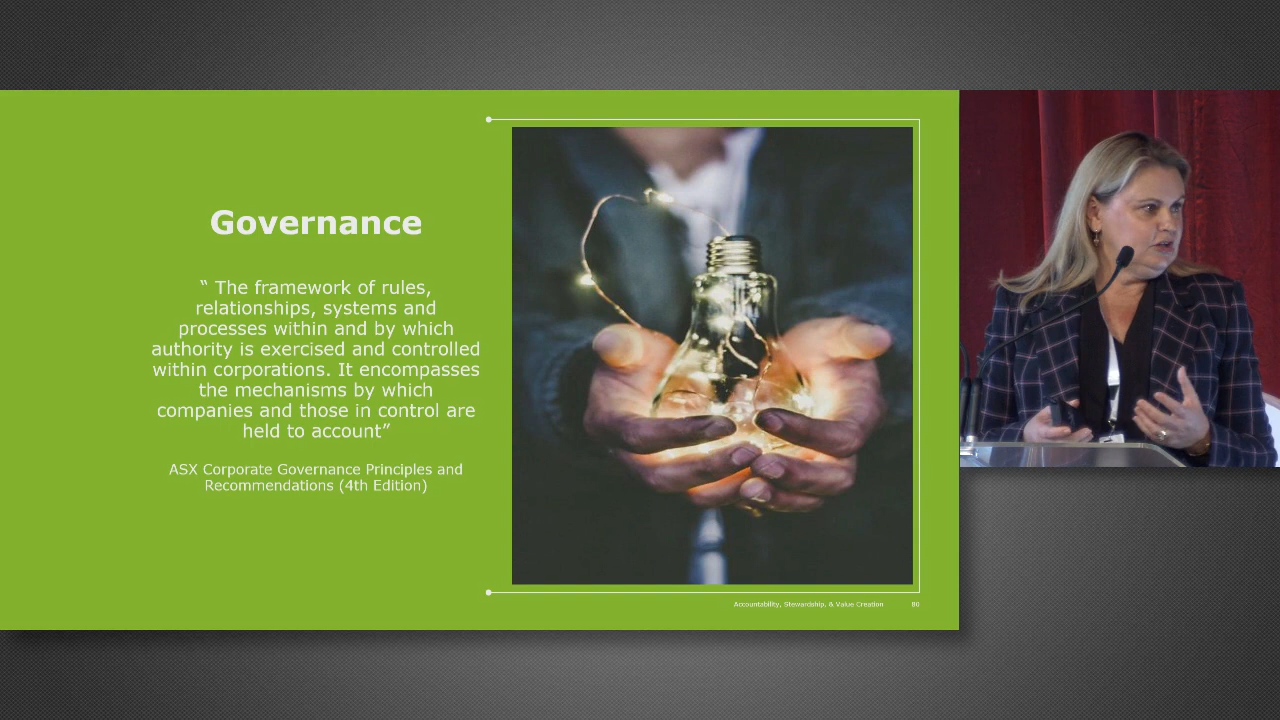 Governance
“ The framework of rules,
relationships, systems and
processes within and by which
authority is exercised and controlled
within corporations. It encompasses
the mechanisms by which
companies and those in control are
held to account”
ASX Corporate Governance Principles and
Recommendations (4th Edition)
Accountability, Stewardship, & Value Creation 80